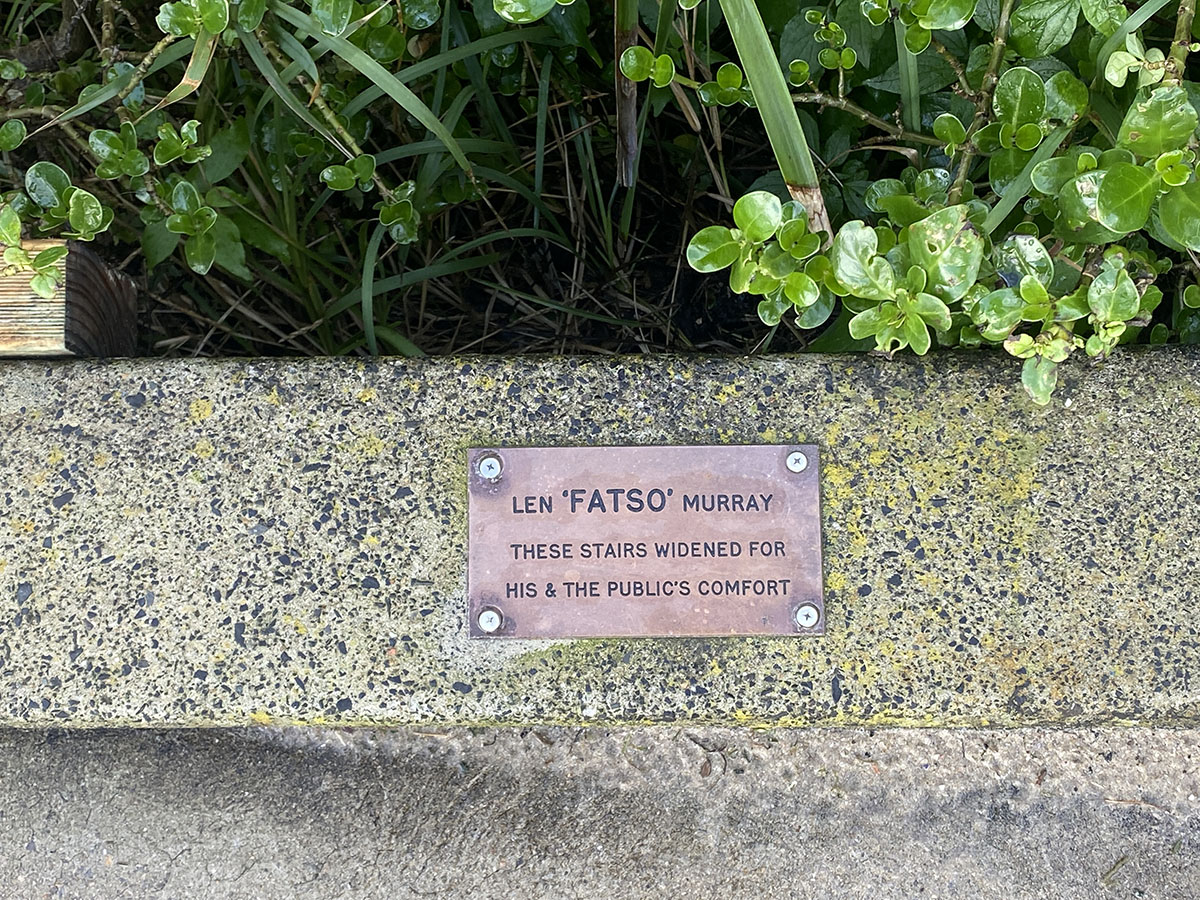 LEN 'FATSO' MURRAY
THESE STAIRS WIDENED FOR
HIS & THE PUBLIC'S COMFORT